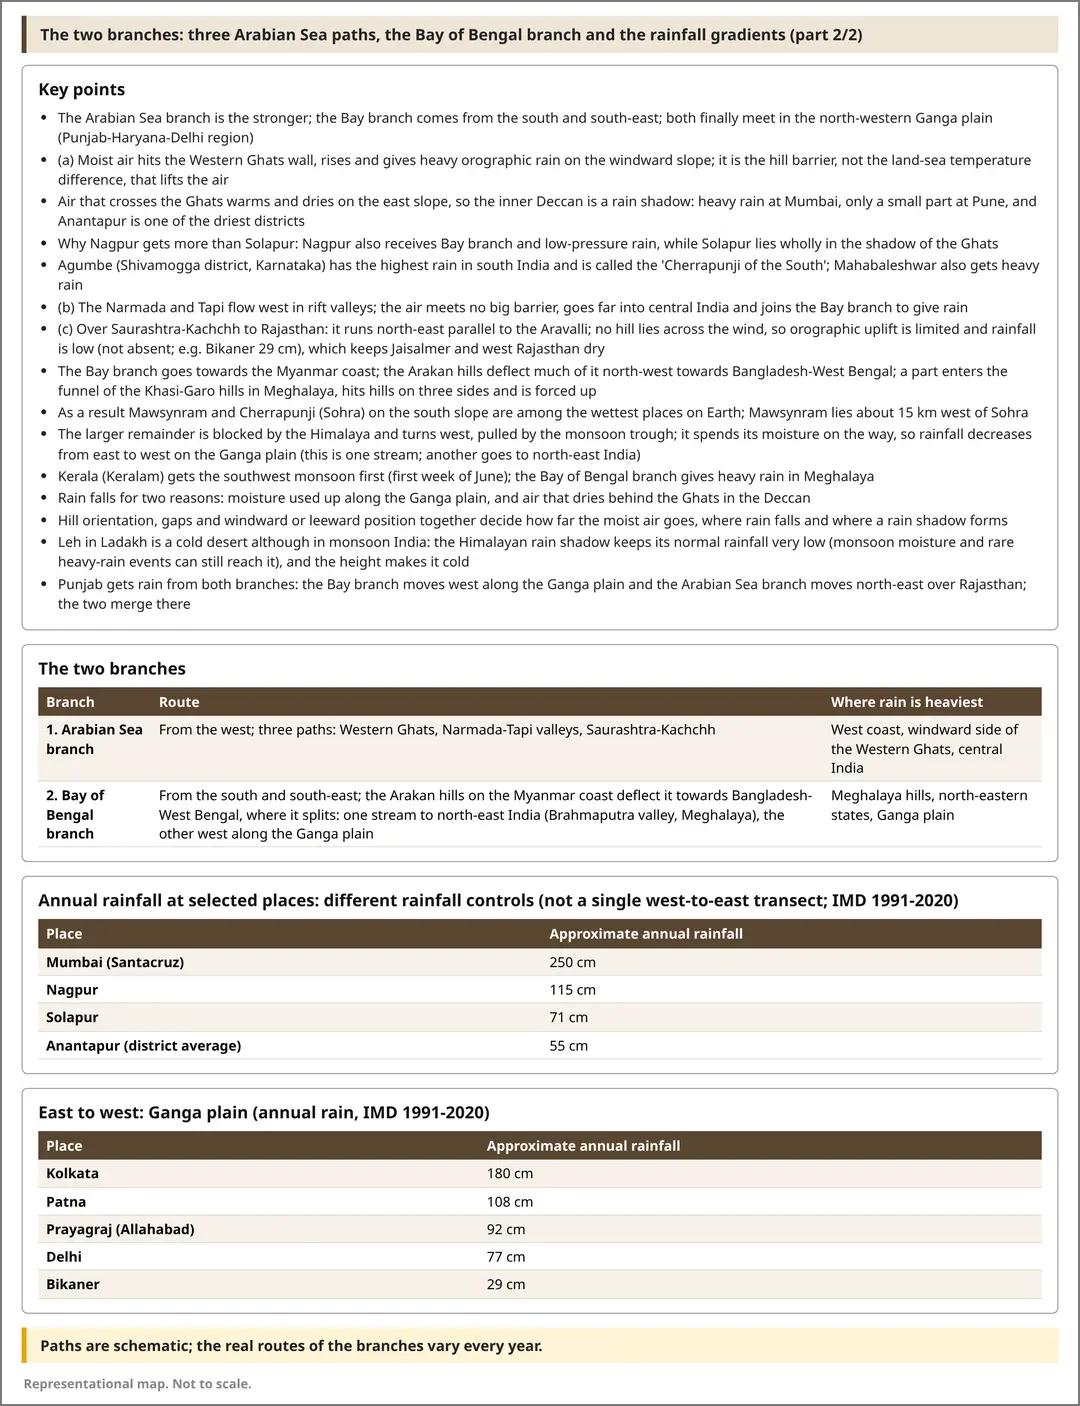 The two branches: three Arabian Sea paths, the Bay of Bengal branch and the rainfall gradients (part 2/2)
Key points
• The Arabian Sea branch is the stronger; the Bay branch comes from the south and south-east; both finally meet in the north-western Ganga plain
(Punjab-Haryana-Delhi region)
• (a) Moist air hits the Western Ghats wall, rises and gives heavy orographic rain on the windward slope; it is the hill barrier, not the land-sea temperature
difference, that lifts the air
• Air that crosses the Ghats warms and dries on the east slope, so the inner Deccan is a rain shadow: heavy rain at Mumbai, only a small part at Pune, and
Anantapur is one of the driest districts
• Why Nagpur gets more than Solapur: Nagpur also receives Bay branch and low-pressure rain, while Solapur lies wholly in the shadow of the Ghats
• Agumbe (Shivamogga district, Karnataka) has the highest rain in south India and is called the 'Cherrapunji of the South'; Mahabaleshwar also gets heavy
rain
• (b) The Narmada and Tapi flow west in rift valleys; the air meets no big barrier, goes far into central India and joins the Bay branch to give rain
• (c) Over Saurashtra-Kachchh to Rajasthan: it runs north-east parallel to the Aravalli; no hill lies across the wind, so orographic uplift is limited and rainfall
is low (not absent; e.g. Bikaner 29 cm), which keeps Jaisalmer and west Rajasthan dry
• The Bay branch goes towards the Myanmar coast; the Arakan hills deflect much of it north-west towards Bangladesh-West Bengal; a part enters the
funnel of the Khasi-Garo hills in Meghalaya, hits hills on three sides and is forced up
• As a result Mawsynram and Cherrapunji (Sohra) on the south slope are among the wettest places on Earth; Mawsynram lies about 15 km west of Sohra
• The larger remainder is blocked by the Himalaya and turns west, pulled by the monsoon trough; it spends its moisture on the way, so rainfall decreases
from east to west on the Ganga plain (this is one stream; another goes to north-east India)
• Kerala (Keralam) gets the southwest monsoon first (first week of June); the Bay of Bengal branch gives heavy rain in Meghalaya
• Rain falls for two reasons: moisture used up along the Ganga plain, and air that dries behind the Ghats in the Deccan
• Hill orientation, gaps and windward or leeward position together decide how far the moist air goes, where rain falls and where a rain shadow forms
• Leh in Ladakh is a cold desert although in monsoon India: the Himalayan rain shadow keeps its normal rainfall very low (monsoon moisture and rare
heavy-rain events can still reach it), and the height makes it cold
• Punjab gets rain from both branches: the Bay branch moves west along the Ganga plain and the Arabian Sea branch moves north-east over Rajasthan;
the two merge there
The two branches
Branch Route Where rain is heaviest
1. Arabian Sea branch From the west; three paths: Western Ghats, Narmada-Tapi valleys, Saurashtra-Kachchh West coast, windward side of the Western Ghats, central India
2. Bay of Bengal branch From the south and south-east; the Arakan hills on the Myanmar coast deflect it towards Bangladesh-West Bengal, where it splits: one stream to north-east India (Brahmaputra valley, Meghalaya), the other west along the Ganga plain Meghalaya hills, north-eastern states, Ganga plain
Annual rainfall at selected places: different rainfall controls (not a single west-to-east transect; IMD 1991-2020)
Place Approximate annual rainfall
Mumbai (Santacruz) 250 cm
Nagpur 115 cm
Solapur 71 cm
Anantapur (district average) 55 cm
East to west: Ganga plain (annual rain, IMD 1991-2020)
Place Approximate annual rainfall
Kolkata 180 cm
Patna 108 cm
Prayagraj (Allahabad) 92 cm
Delhi 77 cm
Bikaner 29 cm
Paths are schematic; the real routes of the branches vary every year.
Representational map. Not to scale.